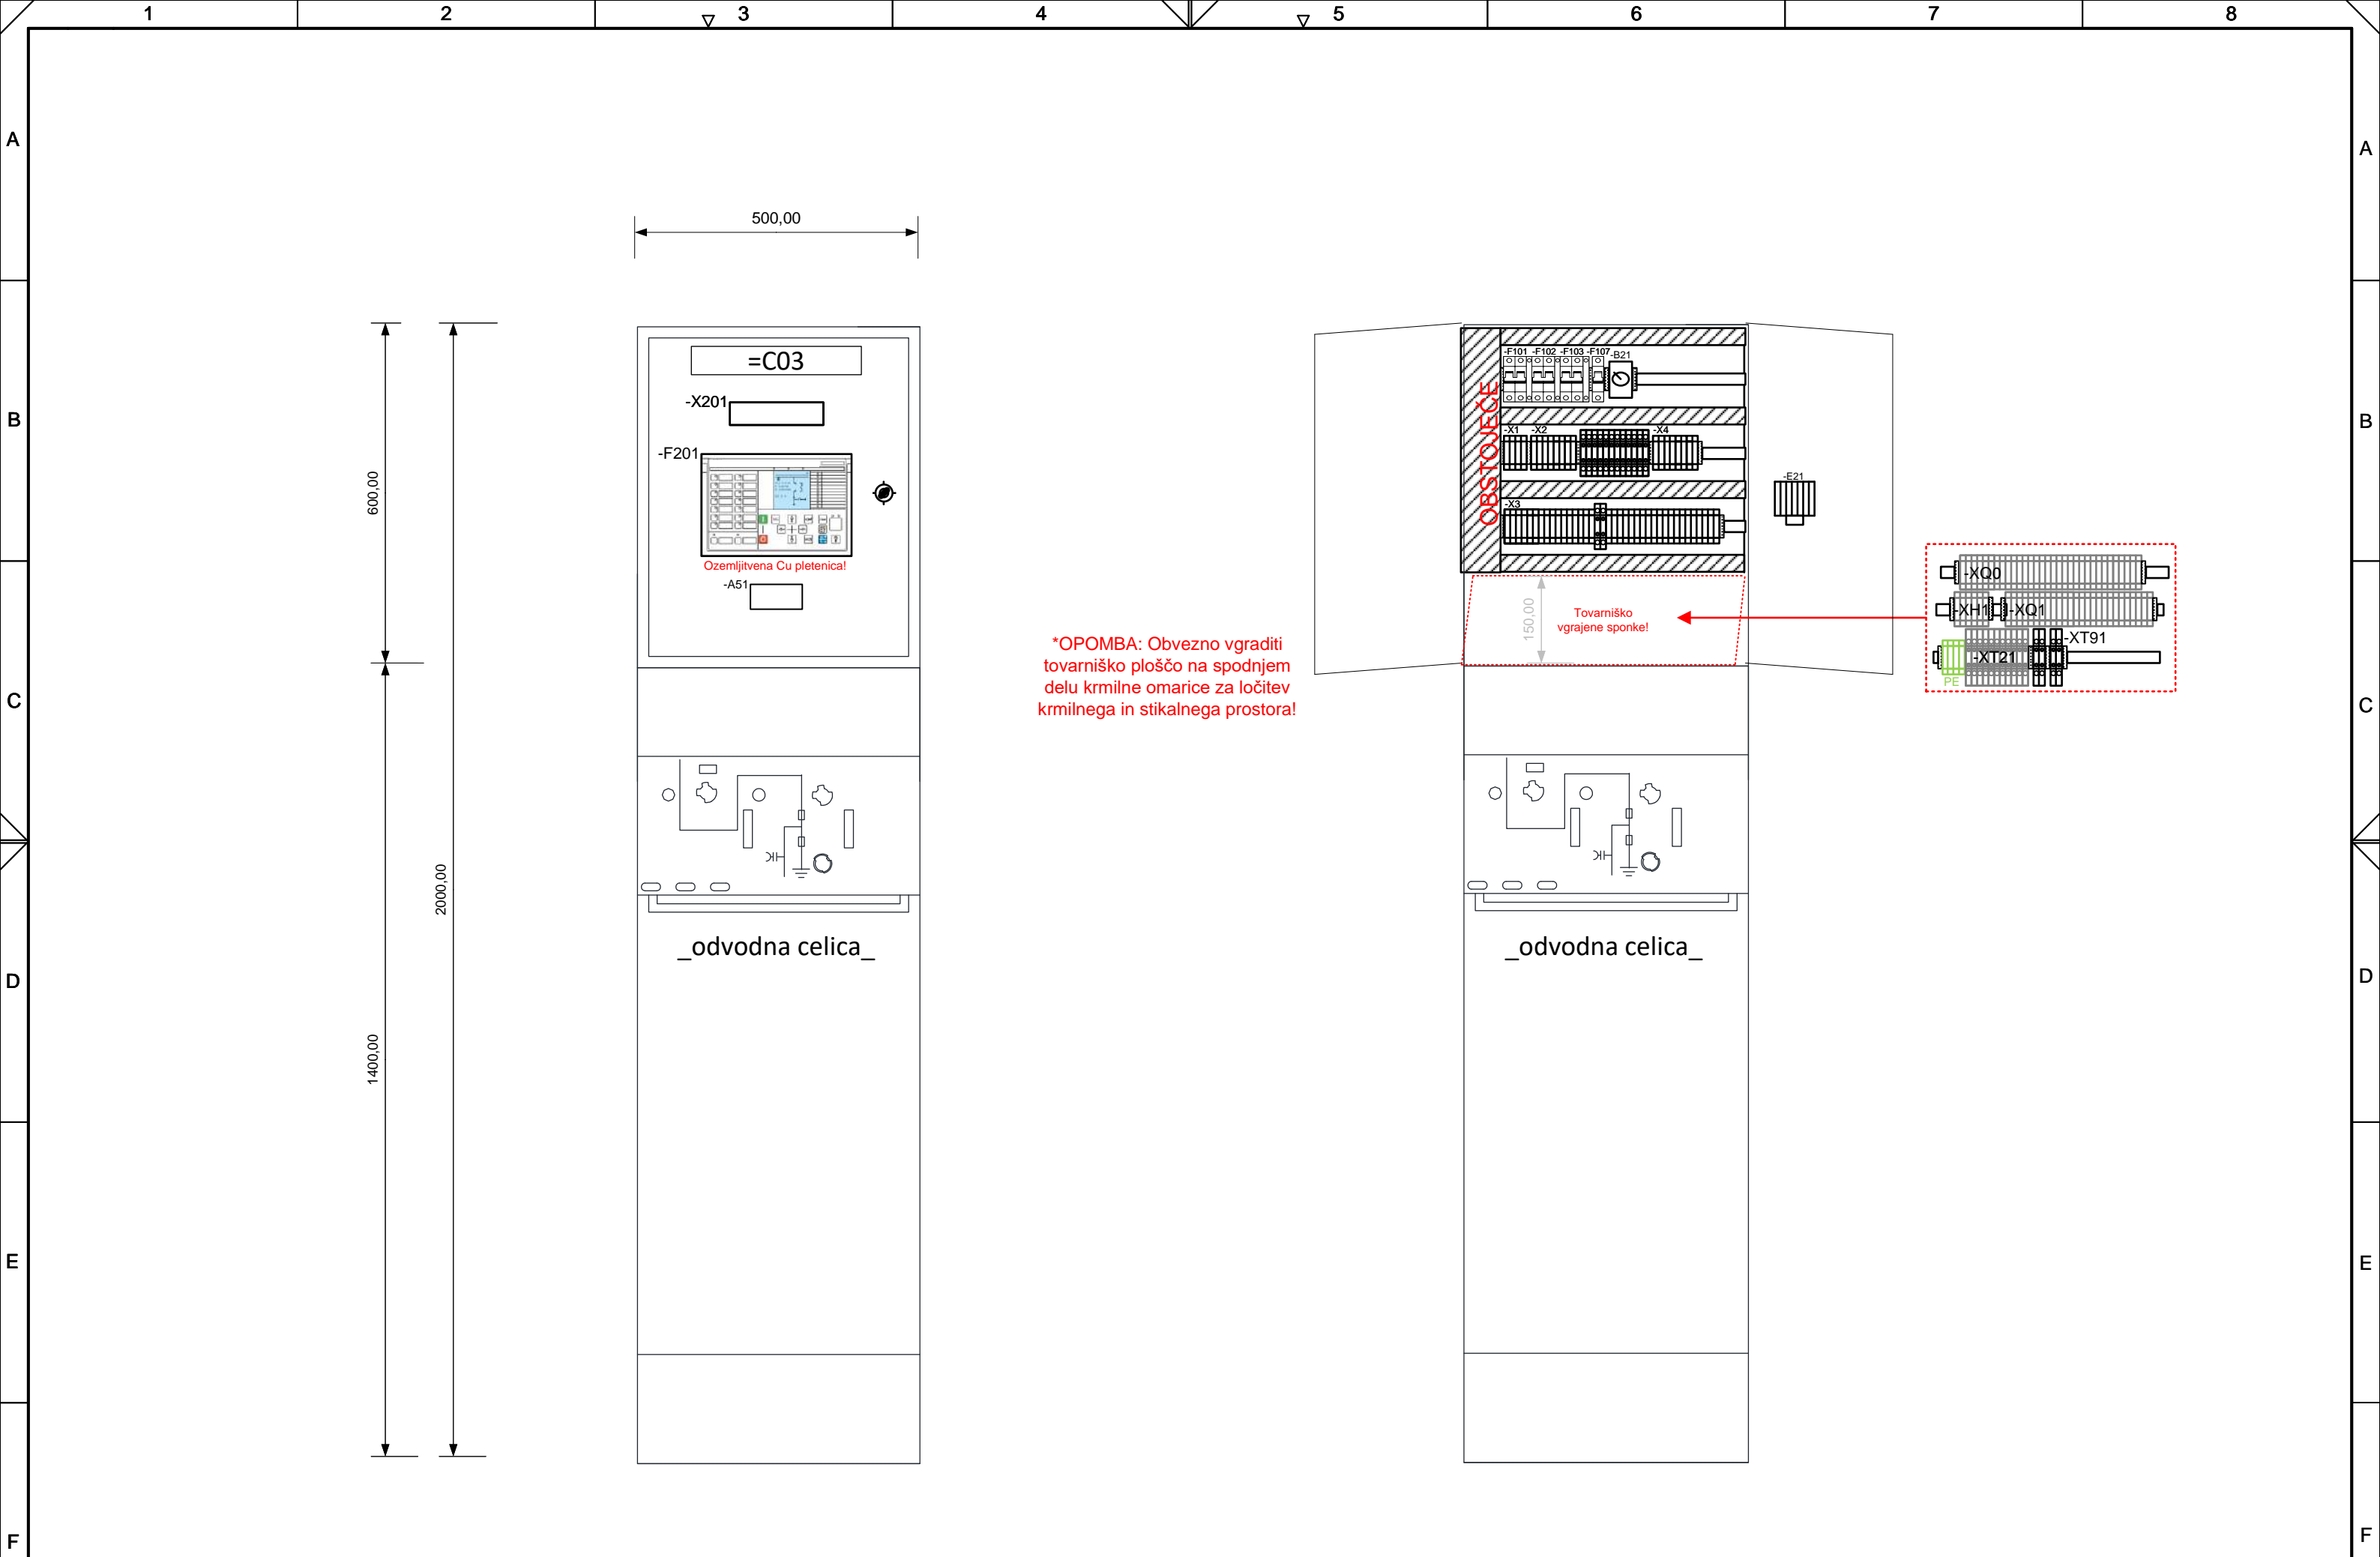 1 2 3 4 5 6 7 8
A
A
500,00
=C03
-X201
-F201
Ozemljitvena Cu pletenica!
-A51
B
B
600,00
2000,00
1400,00
*OPOMBA: Obvezno vgraditi
tovarniško ploščo na spodnjem
delu krmilne omarice za ločitev
krmilnega in stikalnega prostora!
OBSTOJEČE
-F101 -F102 -F103 -F107 -B21
-X1 -X2 -X4
-X3
-E21
150,00
Tovarniško
vgrajene sponke!
-XQ0
-XH1 -XQ1
-XT91
-XT21
PE
C
C
_odvodna celica_
_odvodna celica_
D
D
E
E
F
F